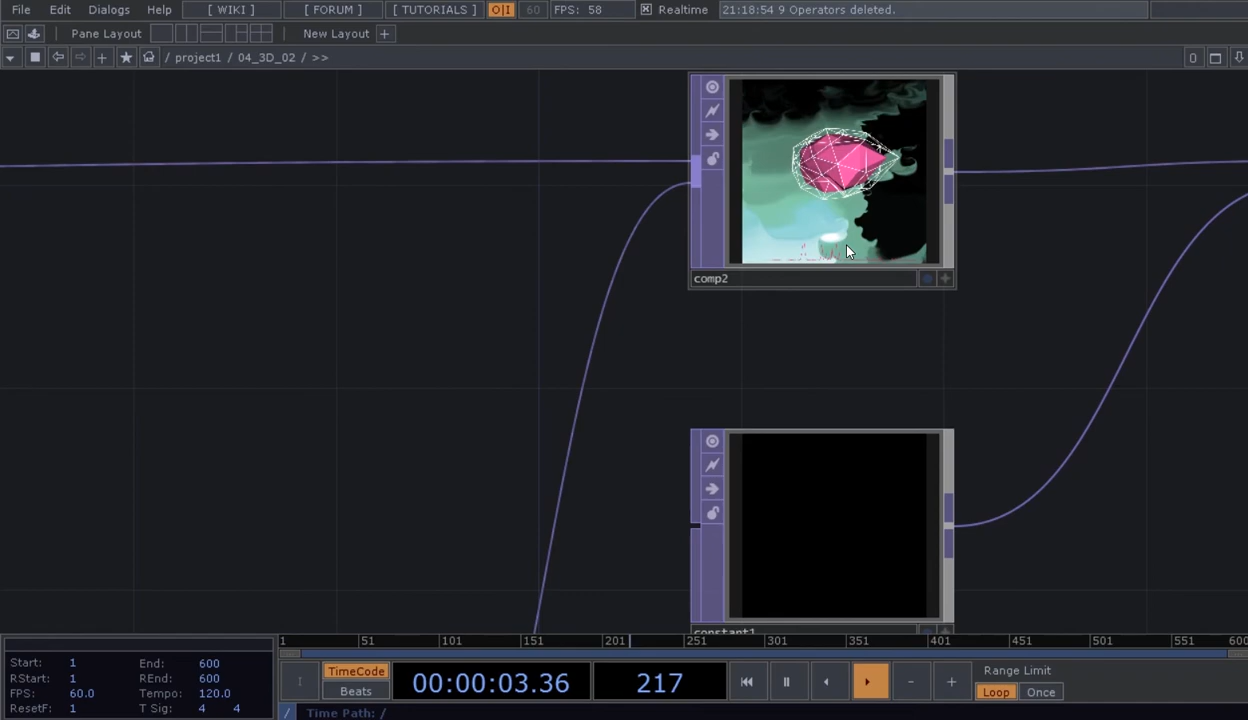 File Edit Dialogs Help [ WIKI ] [ FORUM ] [ TUTORIALS ] O|I 60 FPS: 58 Realtime 21:18:54 9 Operators deleted.
Pane Layout New Layout +
/ project1 / 04_3D_02 / >> 0
comp2
constant1
1 51 101 151 201 251 301 351 401 451 501 551 600
Start: 1 End: 600
RStart: 1 REnd: 600
FPS: 60.0 Tempo: 120.0
ResetF: 1 T Sig: 4 4
TimeCode
Beats
00:00:03.36 217
Range Limit
Loop Once
/ Time Path: /